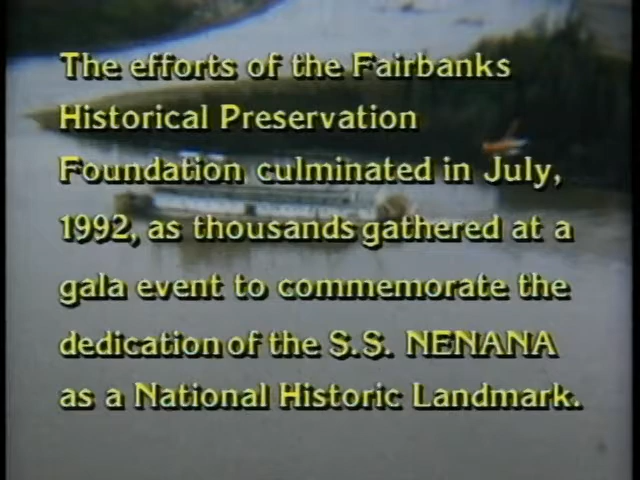 The efforts of the Fairbanks
Historical Preservation
Foundation culminated in July,
1992, as thousands gathered at a
gala event to commemorate the
dedication of the S.S. NENANA
as a National Historic Landmark.